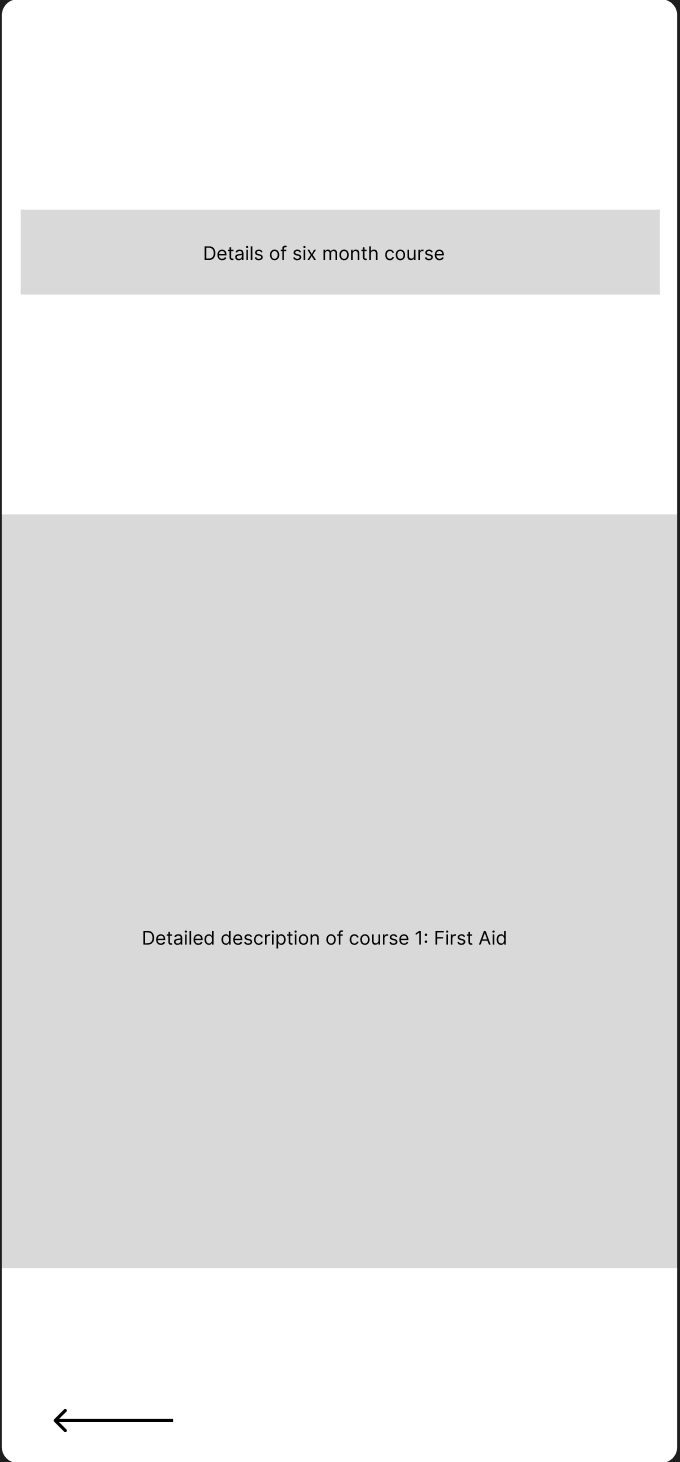 Details of six month course
Detailed description of course 1: First Aid